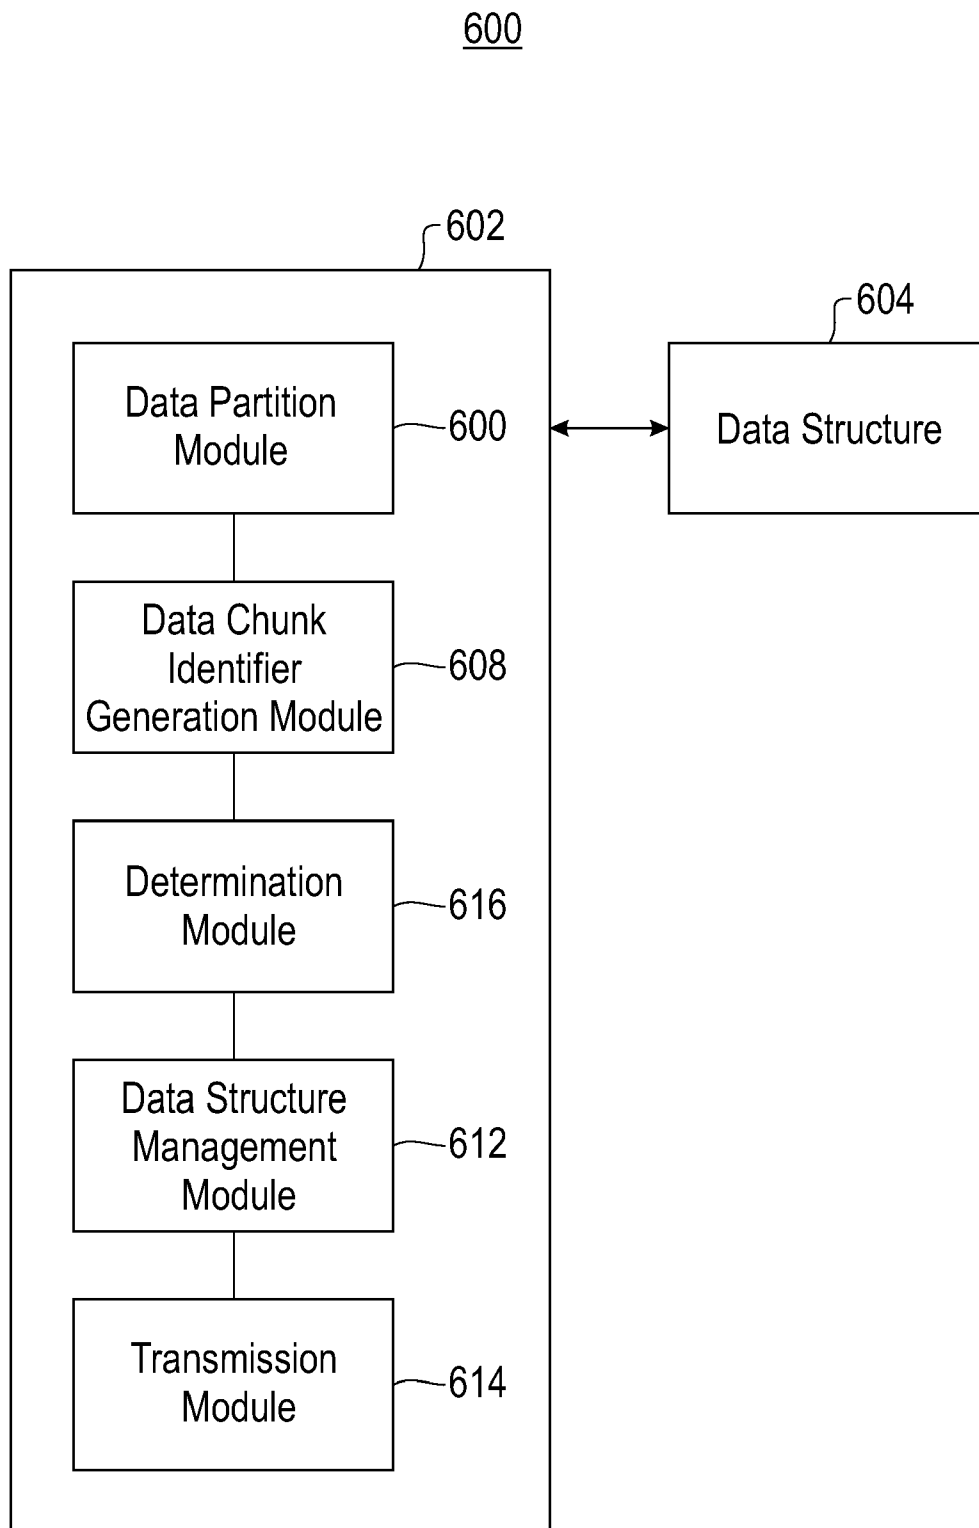 600
602
604
Data Partition
Module
600
Data Structure
Data Chunk
Identifier
Generation Module
608
Determination
Module
616
Data Structure
Management
Module
612
Transmission
Module
614